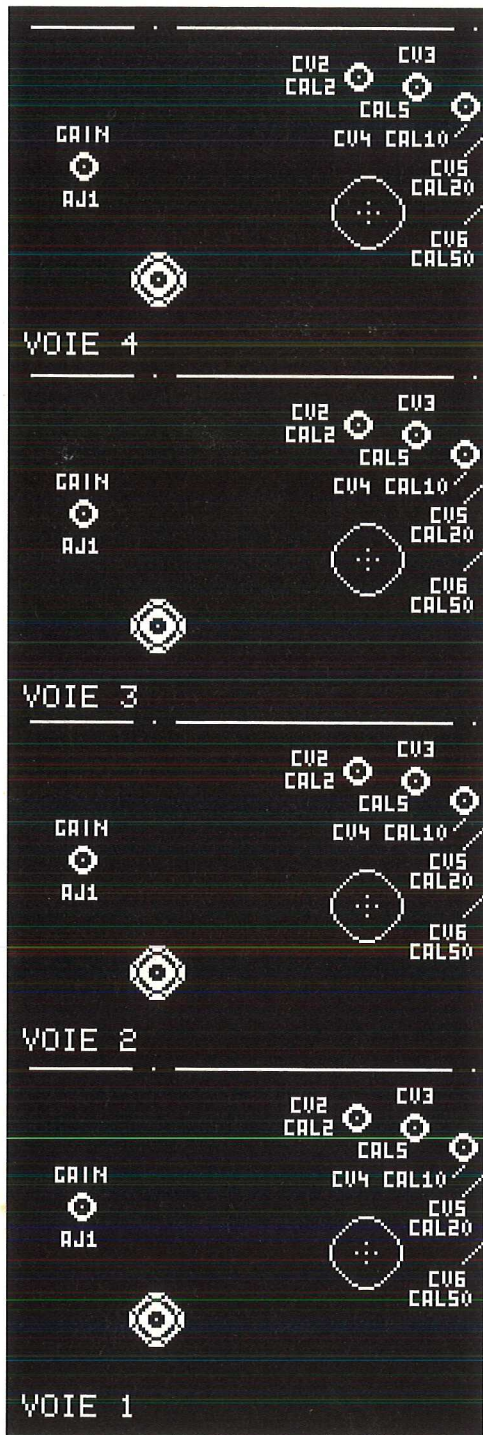 CV3
CV2
CAL2
CAL5
GAIN
CV4 CAL10
CV5
AJ1
CAL20
CV6
CAL50
VOIE 4
CV3
CV2
CAL2
CAL5
GAIN
CV4 CAL10
CV5
AJ1
CAL20
CV6
CAL50
VOIE 3
CV3
CV2
CAL2
CAL5
GAIN
CV4 CAL10
CV5
AJ1
CAL20
CV6
CAL50
VOIE 2
CV3
CV2
CAL2
CAL5
GAIN
CV4 CAL10
CV5
AJ1
CAL20
CV6
CAL50
VOIE 1